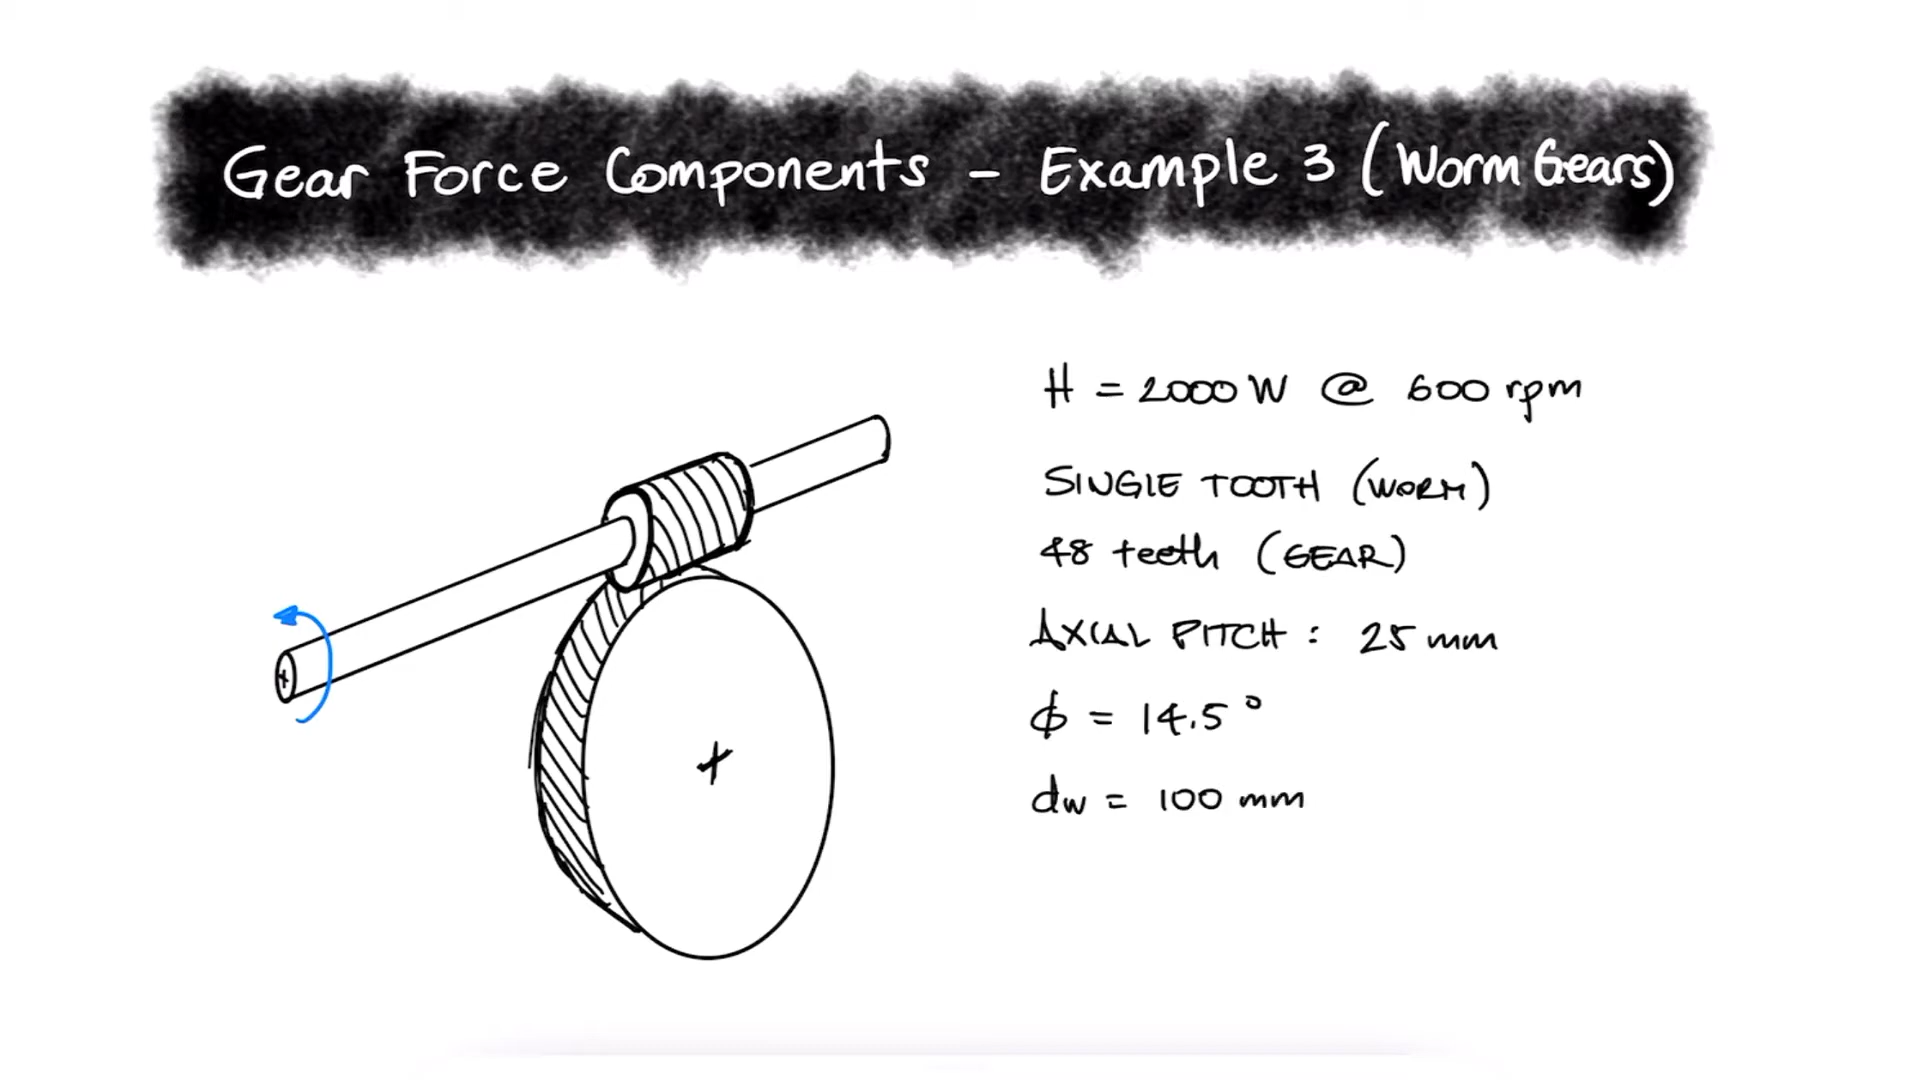 Gear Force Components - Example 3 (Worm Gears)
H = 2000 W @ 600 rpm
SINGLE TOOTH (WORM)
48 teeth (GEAR)
AXIAL PITCH : 25 mm
ϕ = 14.5°
dw = 100 mm